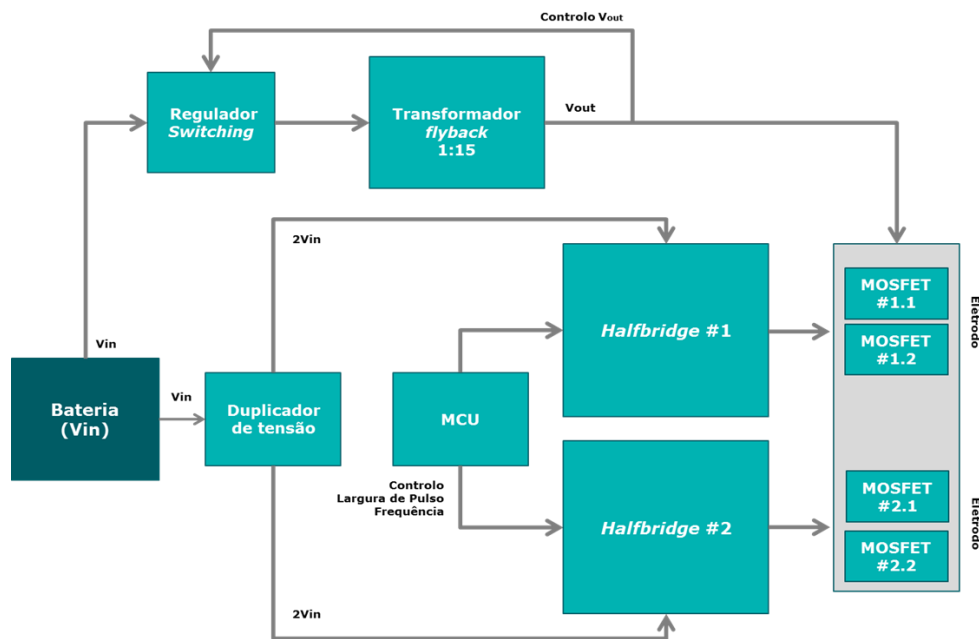 Controlo Vout
Regulador
Switching
Transformador
flyback
1:15
Vout
2Vin
Halfbridge #1
MOSFET
#1.1
MOSFET
#1.2
Elétrodo
Vin
Bateria
(Vin)
Vin
Duplicador
de tensão
MCU
Controlo
Largura de Pulso
Frequência
Halfbridge #2
MOSFET
#2.1
MOSFET
#2.2
Elétrodo
2Vin